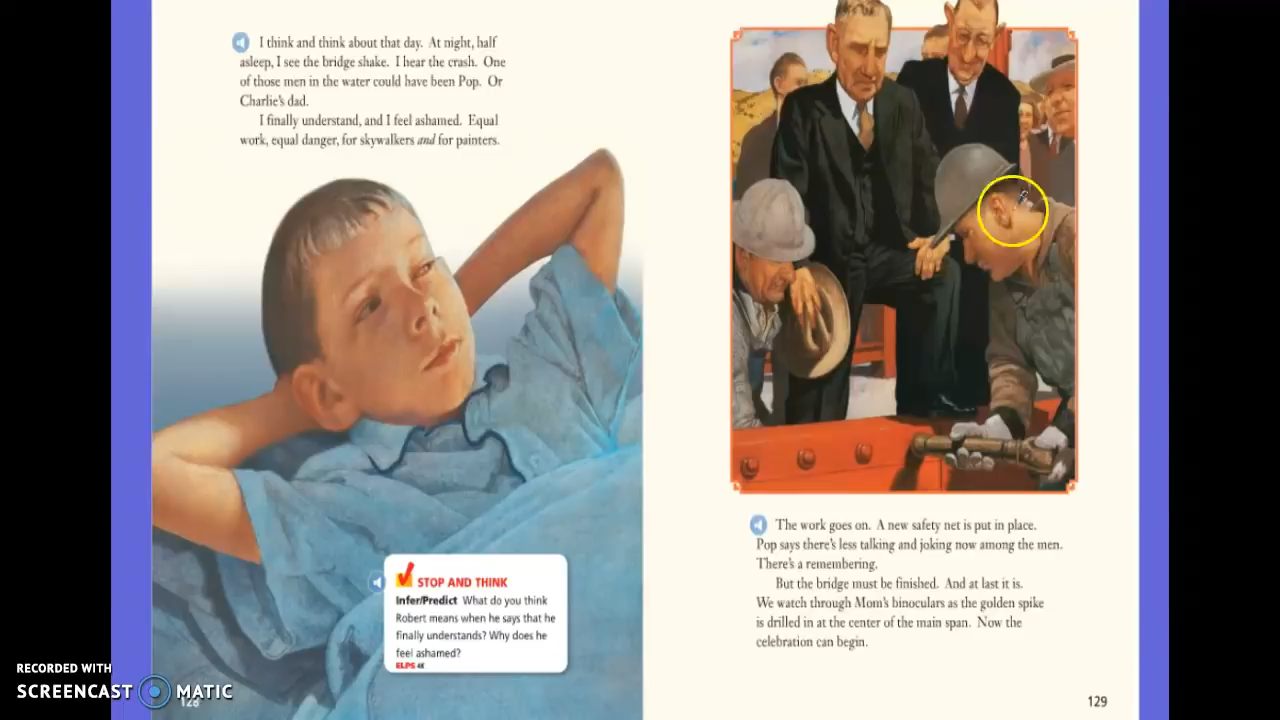 I think and think about that day. At night, half
asleep, I see the bridge shake. I hear the crash. One
of those men in the water could have been Pop. Or
Charlie's dad.
I finally understand, and I feel ashamed. Equal
work, equal danger, for skywalkers and for painters.
STOP AND THINK
Infer/Predict What do you think
Robert means when he says that he
finally understands? Why does he
feel ashamed?
ELPS 4K
128
The work goes on. A new safety net is put in place.
Pop says there's less talking and joking now among the men.
There's a remembering.
But the bridge must be finished. And at last it is.
We watch through Mom's binoculars as the golden spike
is drilled in at the center of the main span. Now the
celebration can begin.
129
RECORDED WITH
SCREENCAST MATIC